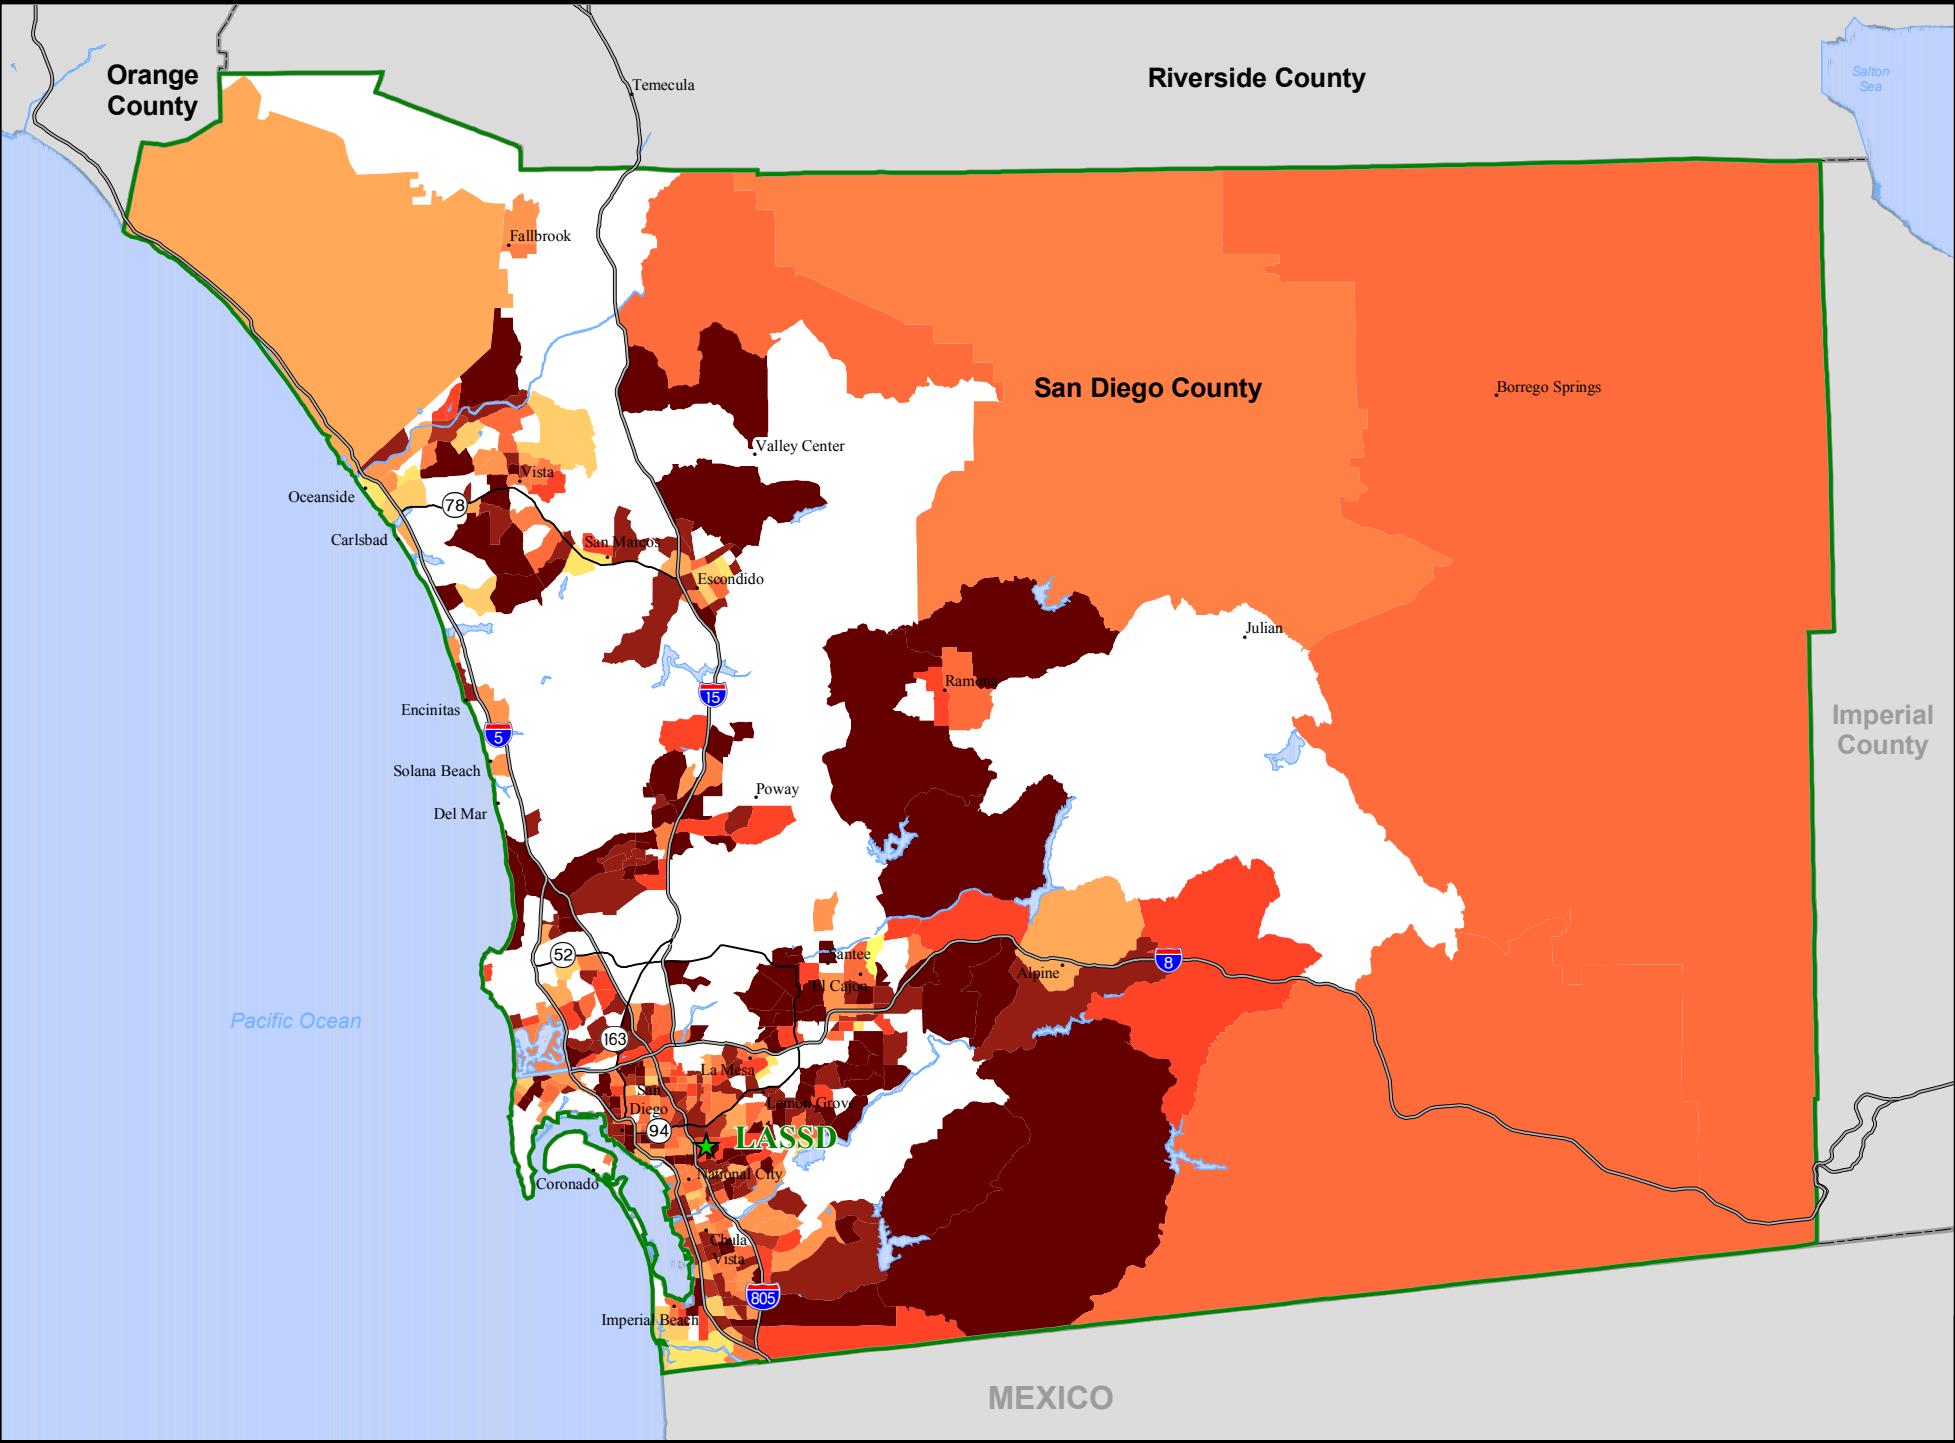 Orange
County
Temecula
Riverside County
Salton
Sea
Fallbrook
San Diego County
Borrego Springs
Valley Center
Vista
Oceanside
78
Carlsbad
San Marcos
Escondido
Julian
Ramona
15
Encinitas
5
Imperial
County
Solana Beach
Poway
Del Mar
52
Santee
8
Alpine
El Cajon
Pacific Ocean
163
La Mesa
San
Diego
Lemon Grove
94
LASSD
National City
Coronado
Chula
Vista
805
Imperial Beach
MEXICO